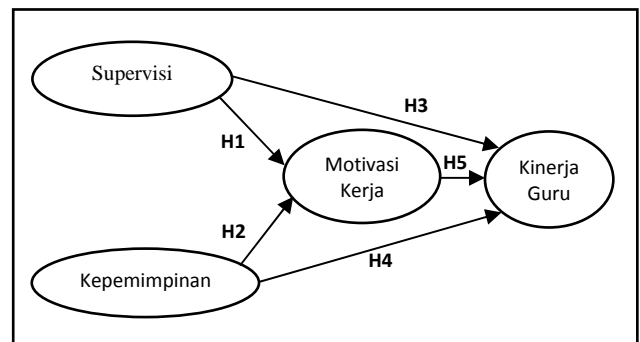 Supervisi
H3
H1
Motivasi
Kerja
H5
Kinerja
Guru
H2
Kepemimpinan
H4